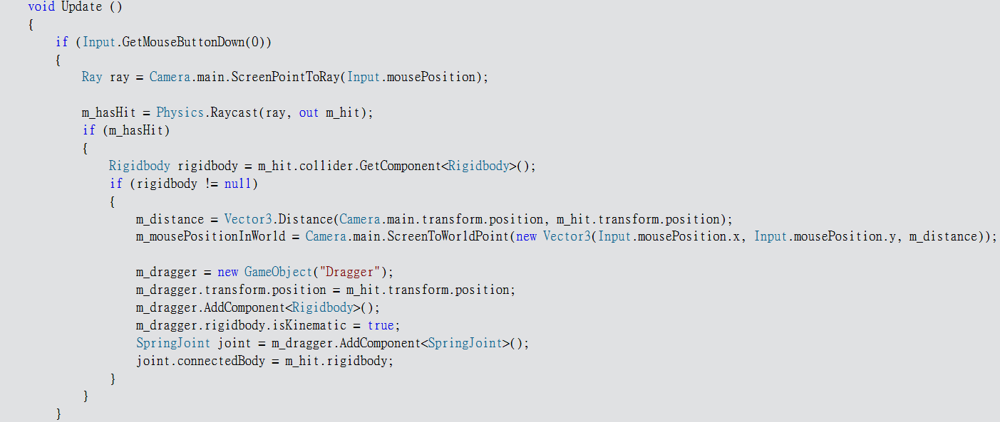 void Update ()
{
if (Input.GetMouseButtonDown(0))
{
Ray ray = Camera.main.ScreenPointToRay(Input.mousePosition);
m_hasHit = Physics.Raycast(ray, out m_hit);
if (m_hasHit)
{
Rigidbody rigidbody = m_hit.collider.GetComponent<Rigidbody>();
if (rigidbody != null)
{
m_distance = Vector3.Distance(Camera.main.transform.position, m_hit.transform.position);
m_mousePositionInWorld = Camera.main.ScreenToWorldPoint(new Vector3(Input.mousePosition.x, Input.mousePosition.y, m_distance));
m_dragger = new GameObject("Dragger");
m_dragger.transform.position = m_hit.transform.position;
m_dragger.AddComponent<Rigidbody>();
m_dragger.rigidbody.isKinematic = true;
SpringJoint joint = m_dragger.AddComponent<SpringJoint>();
joint.connectedBody = m_hit.rigidbody;
}
}
}